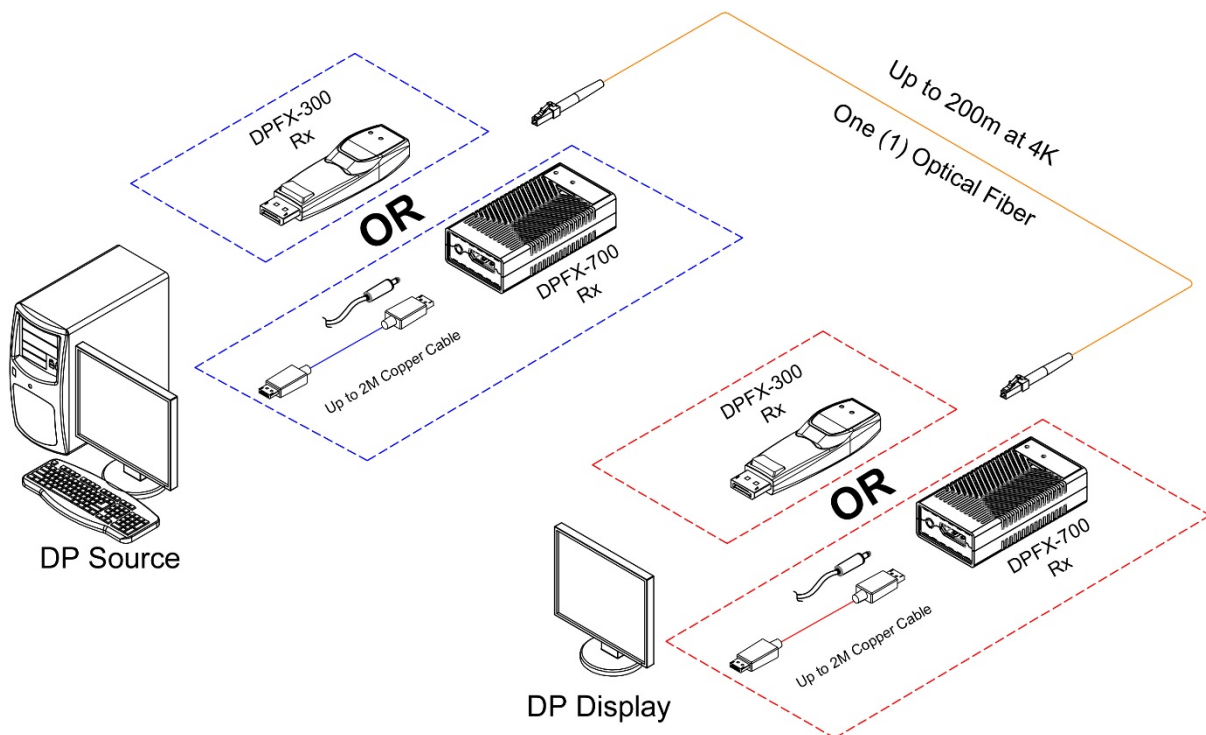 Up to 200m at 4K
One (1) Optical Fiber
DPFX-300
Rx
OR
DPFX-700
Rx
Up to 2M Copper Cable
DP Source
DPFX-300
Rx
OR
DPFX-700
Rx
Up to 2M Copper Cable
DP Display